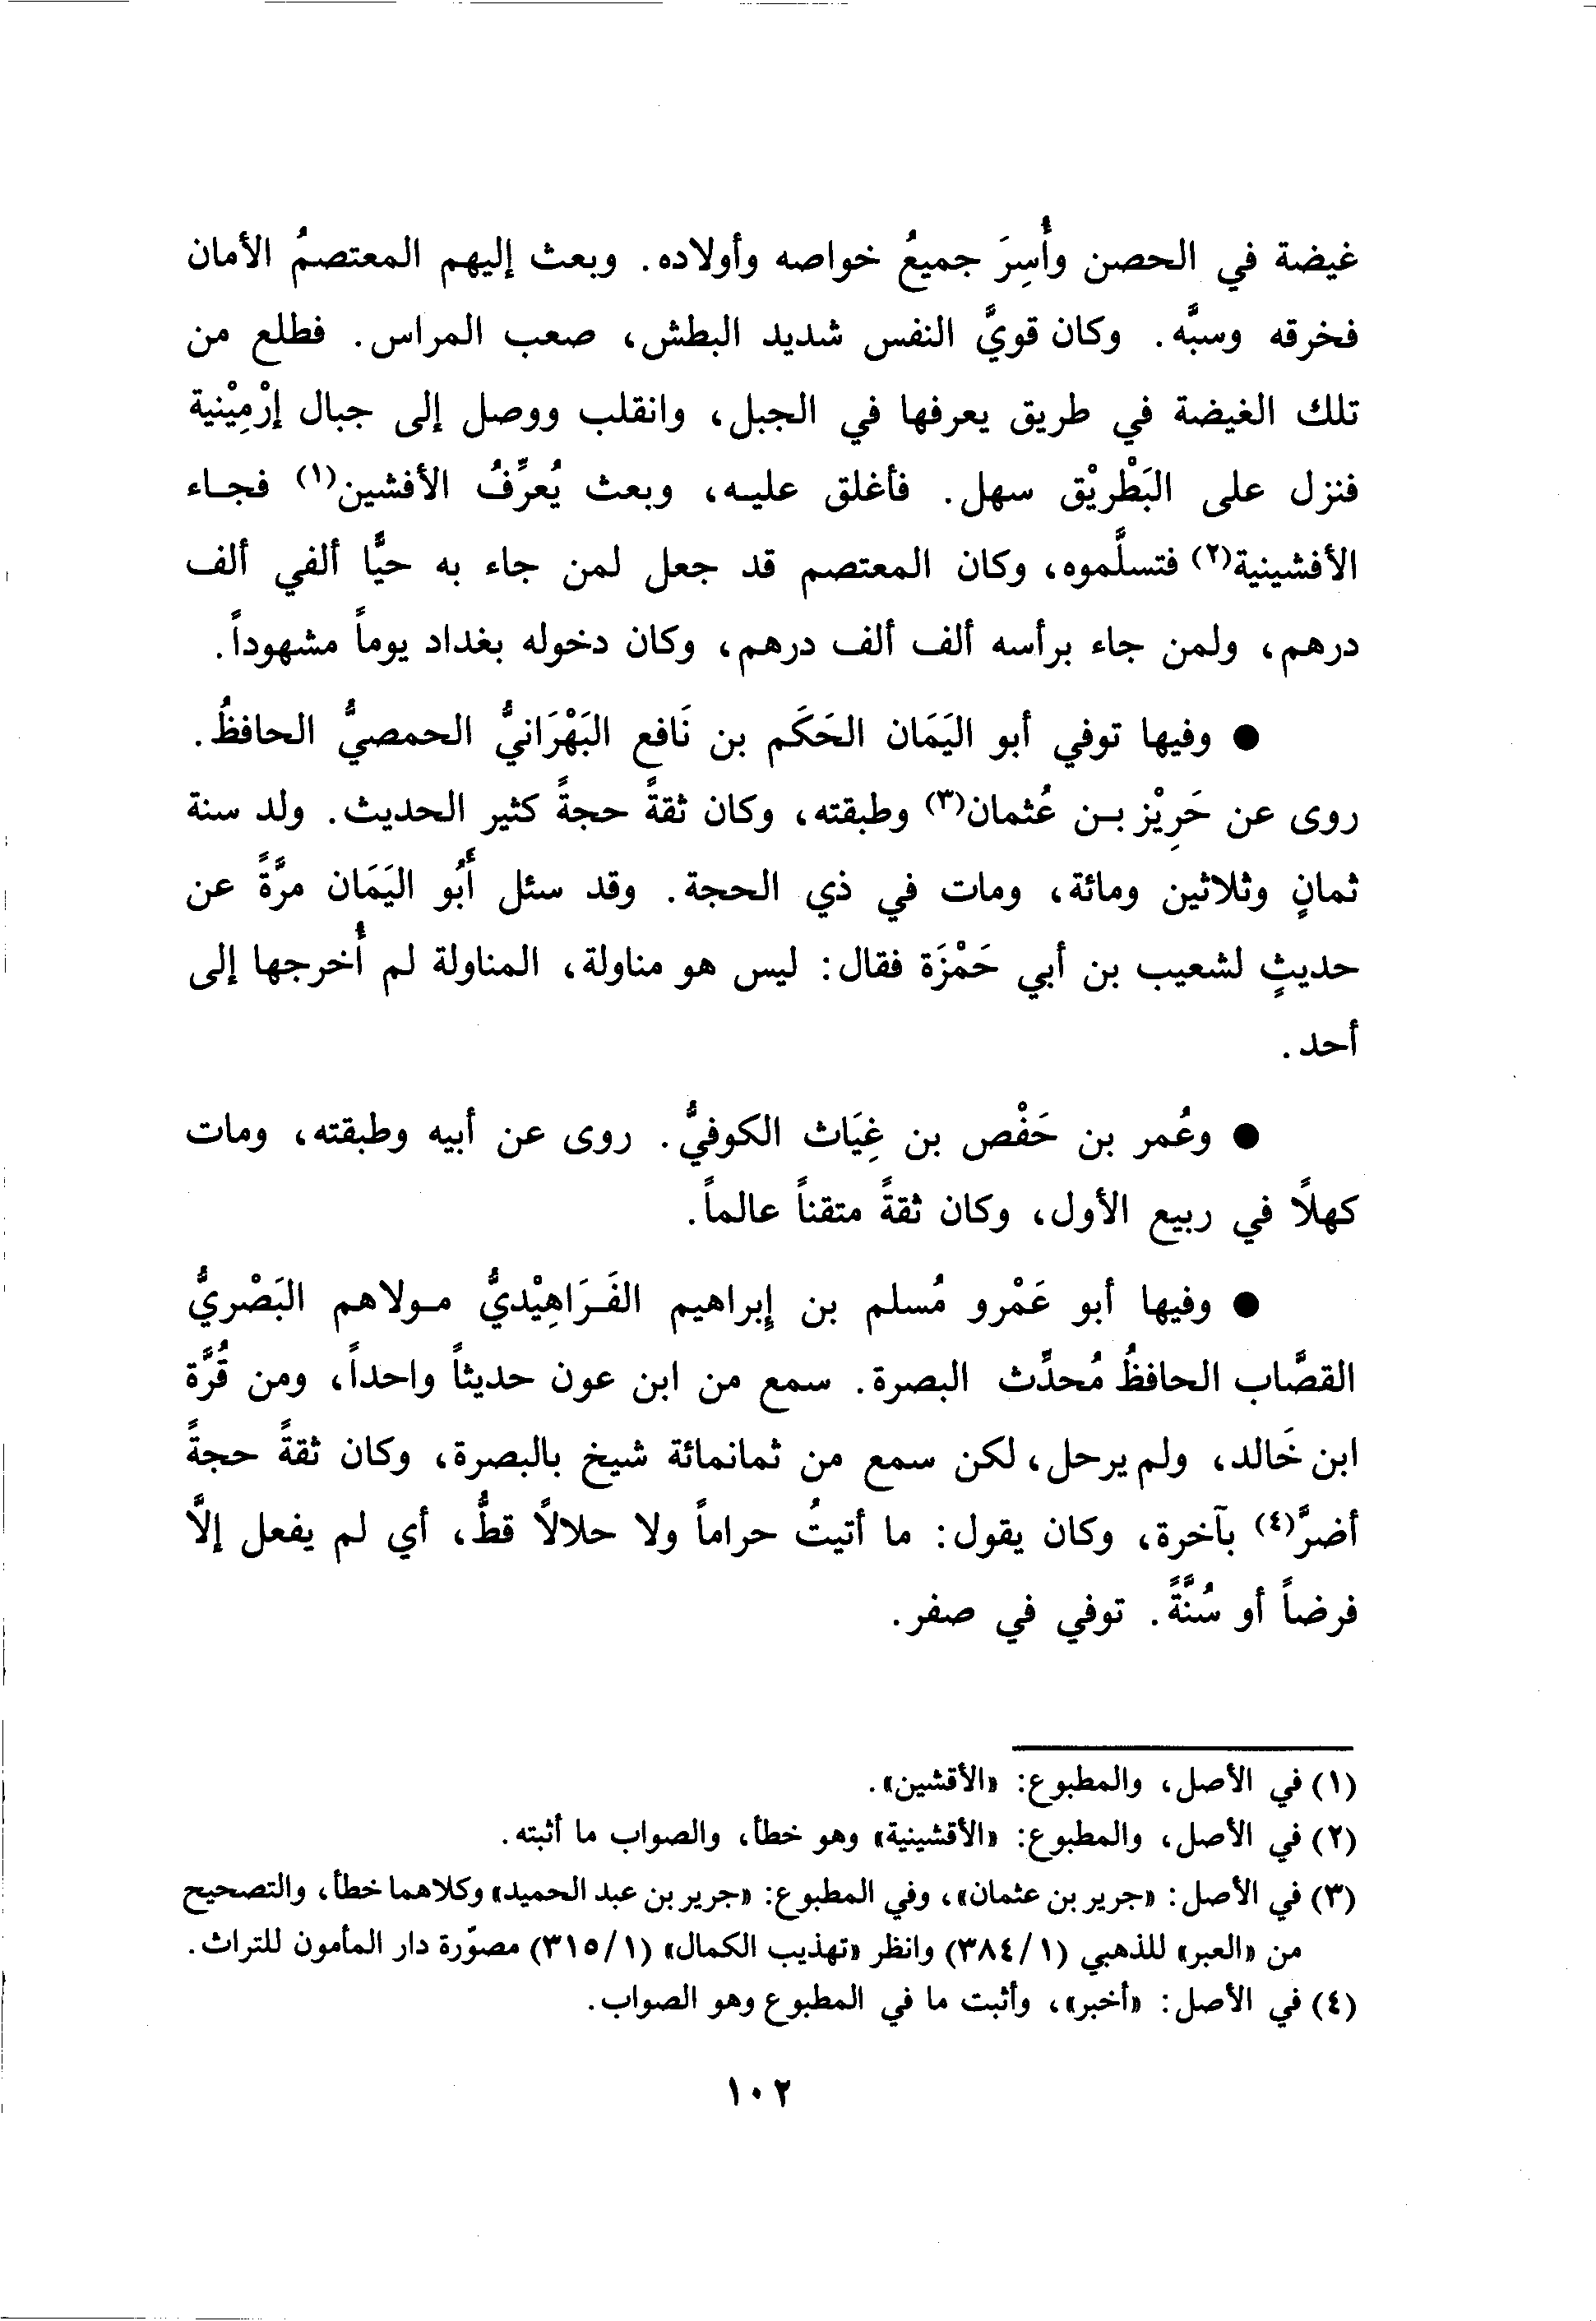 غيضة في الحصن وأُسِرَ جميعُ خواصه وأولاده. وبعث إليهم المعتصمُ الأمان
فخرقه وسبَّه. وكان قويَّ النفس شديد البطش، صعب المراس. فطلع من
تلك الغيضة في طريق يعرفها في الجبل، وانقلب ووصل إلى جبال إرْمِيْنية
فنزل على البَطْرِيْق سهل. فأغلق عليه، وبعث يُعرِّفُ الأفشين(١) فجاء
الأفشينية(٢) فتسلَّموه، وكان المعتصم قد جعل لمن جاء به حيًّا ألفي ألف
درهم، ولمن جاء برأسه ألف ألف درهم، وكان دخوله بغداد يوماً مشهوداً.
● وفيها توفي أبو اليَمَان الحَكَم بن نَافع البَهْرَانيُّ الحمصيُّ الحافظُ.
روى عن حَرِيْز بن عُثمان(٣) وطبقته، وكان ثقةً حجةً كثير الحديث. ولد سنة
ثمانٍ وثلاثين ومائة، ومات في ذي الحجة. وقد سئل أَبُو اليَمَان مرَّةً عن
حديثٍ لشعيب بن أبي حَمْزَة فقال: ليس هو مناولة، المناولة لم أُخرجها إلى
أحد.
● وعُمر بن حَفْص بن غِيَاث الكوفيُّ. روى عن أبيه وطبقته، ومات
كهلًا في ربيع الأول، وكان ثقةً متقناً عالماً.
● وفيها أبو عَمْرو مُسلم بن إبراهيم الفَرَاهِيْديُّ مولاهم البَصْريُّ
القصَّاب الحافظُ مُحدِّث البصرة. سمع من ابن عون حديثاً واحداً، ومن قُرَّة
ابن خَالد، ولم يرحل، لكن سمع من ثمانمائة شيخ بالبصرة، وكان ثقةً حجةً
أضرَّ(٤) بآخرة، وكان يقول: ما أتيتُ حراماً ولا حلالاً قطُّ، أي لم يفعل إلَّا
فرضاً أو سُنَّةً. توفي في صفر.
(١) في الأصل، والمطبوع: «الأقشين».
(٢) في الأصل، والمطبوع: «الأقشينية» وهو خطأ، والصواب ما أثبته.
(٣) في الأصل: «جرير بن عثمان»، وفي المطبوع: «جرير بن عبد الحميد» وكلاهما خطأ، والتصحيح
من «العبر» للذهبي (١/ ٣٨٤) وانظر «تهذيب الكمال» (١/ ٣١٥) مصوّرة دار المأمون للتراث.
(٤) في الأصل: «أخبر»، وأثبت ما في المطبوع وهو الصواب.
١٠٢